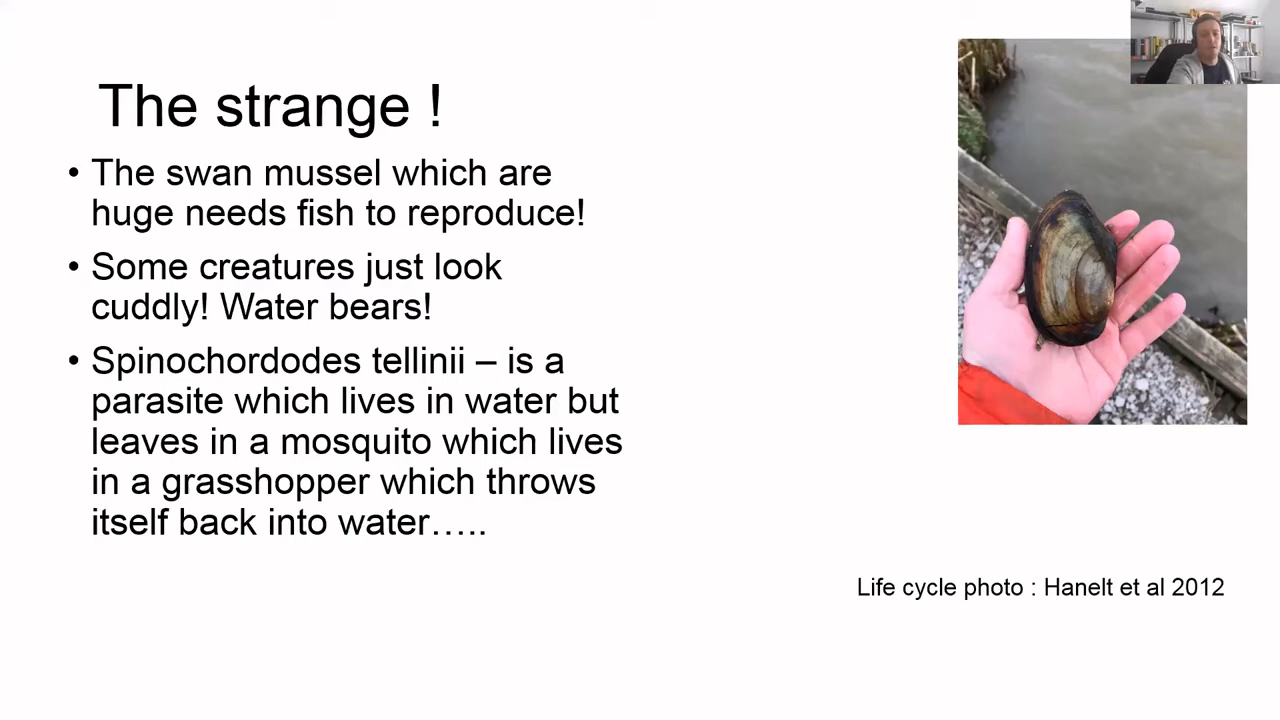 The strange !
• The swan mussel which are
huge needs fish to reproduce!
• Some creatures just look
cuddly! Water bears!
• Spinochordodes tellinii – is a
parasite which lives in water but
leaves in a mosquito which lives
in a grasshopper which throws
itself back into water…..
Life cycle photo : Hanelt et al 2012